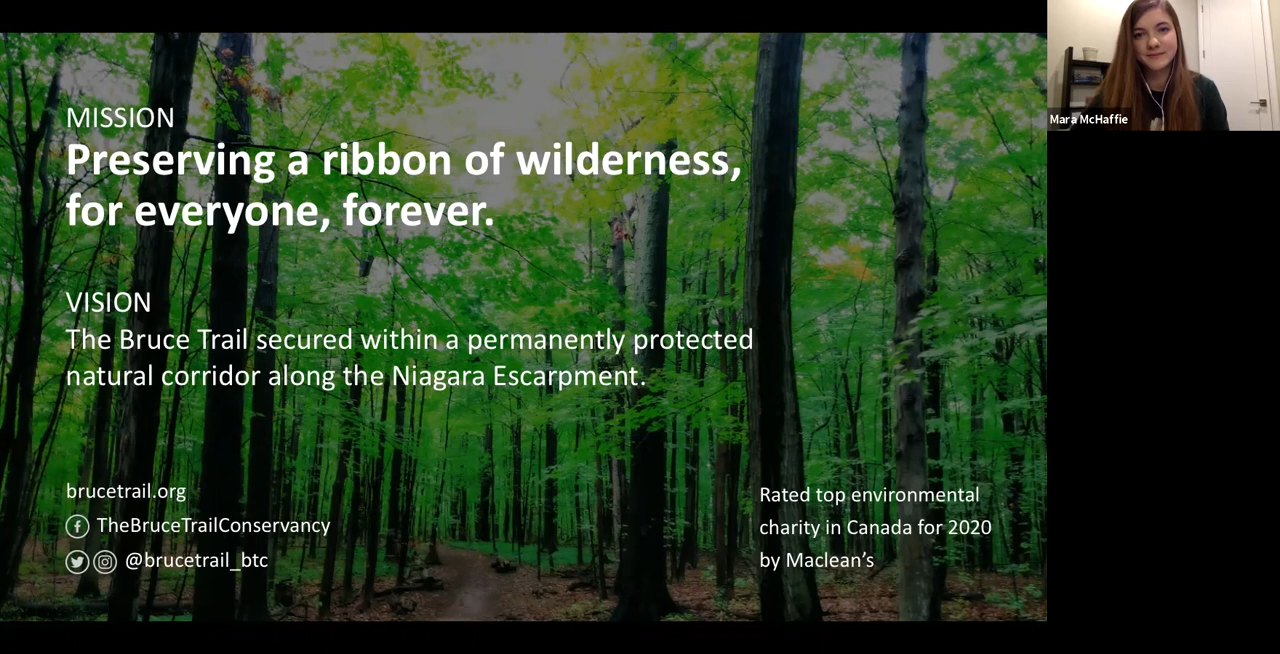 MISSION
Preserving a ribbon of wilderness,
for everyone, forever.
VISION
The Bruce Trail secured within a permanently protected
natural corridor along the Niagara Escarpment.
brucetrail.org
TheBruceTrailConservancy
@brucetrail_btc
Rated top environmental
charity in Canada for 2020
by Maclean’s
Mara McHaffie